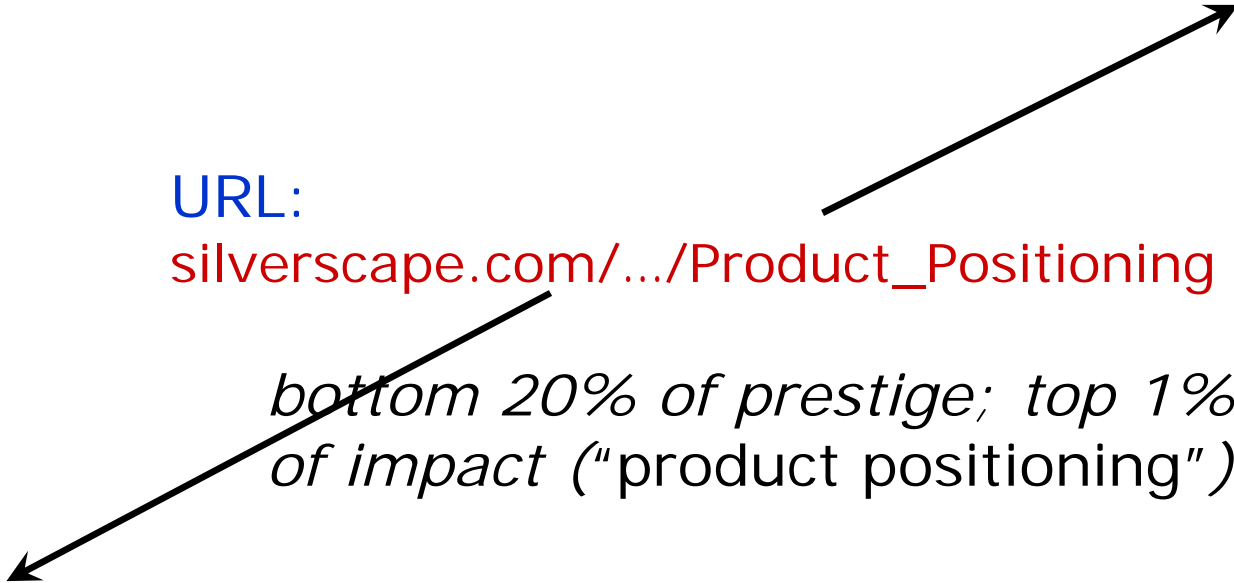 URL:
silverscape.com/.../Product_Positioning
bottom 20% of prestige; top 1%
of impact ("product positioning")